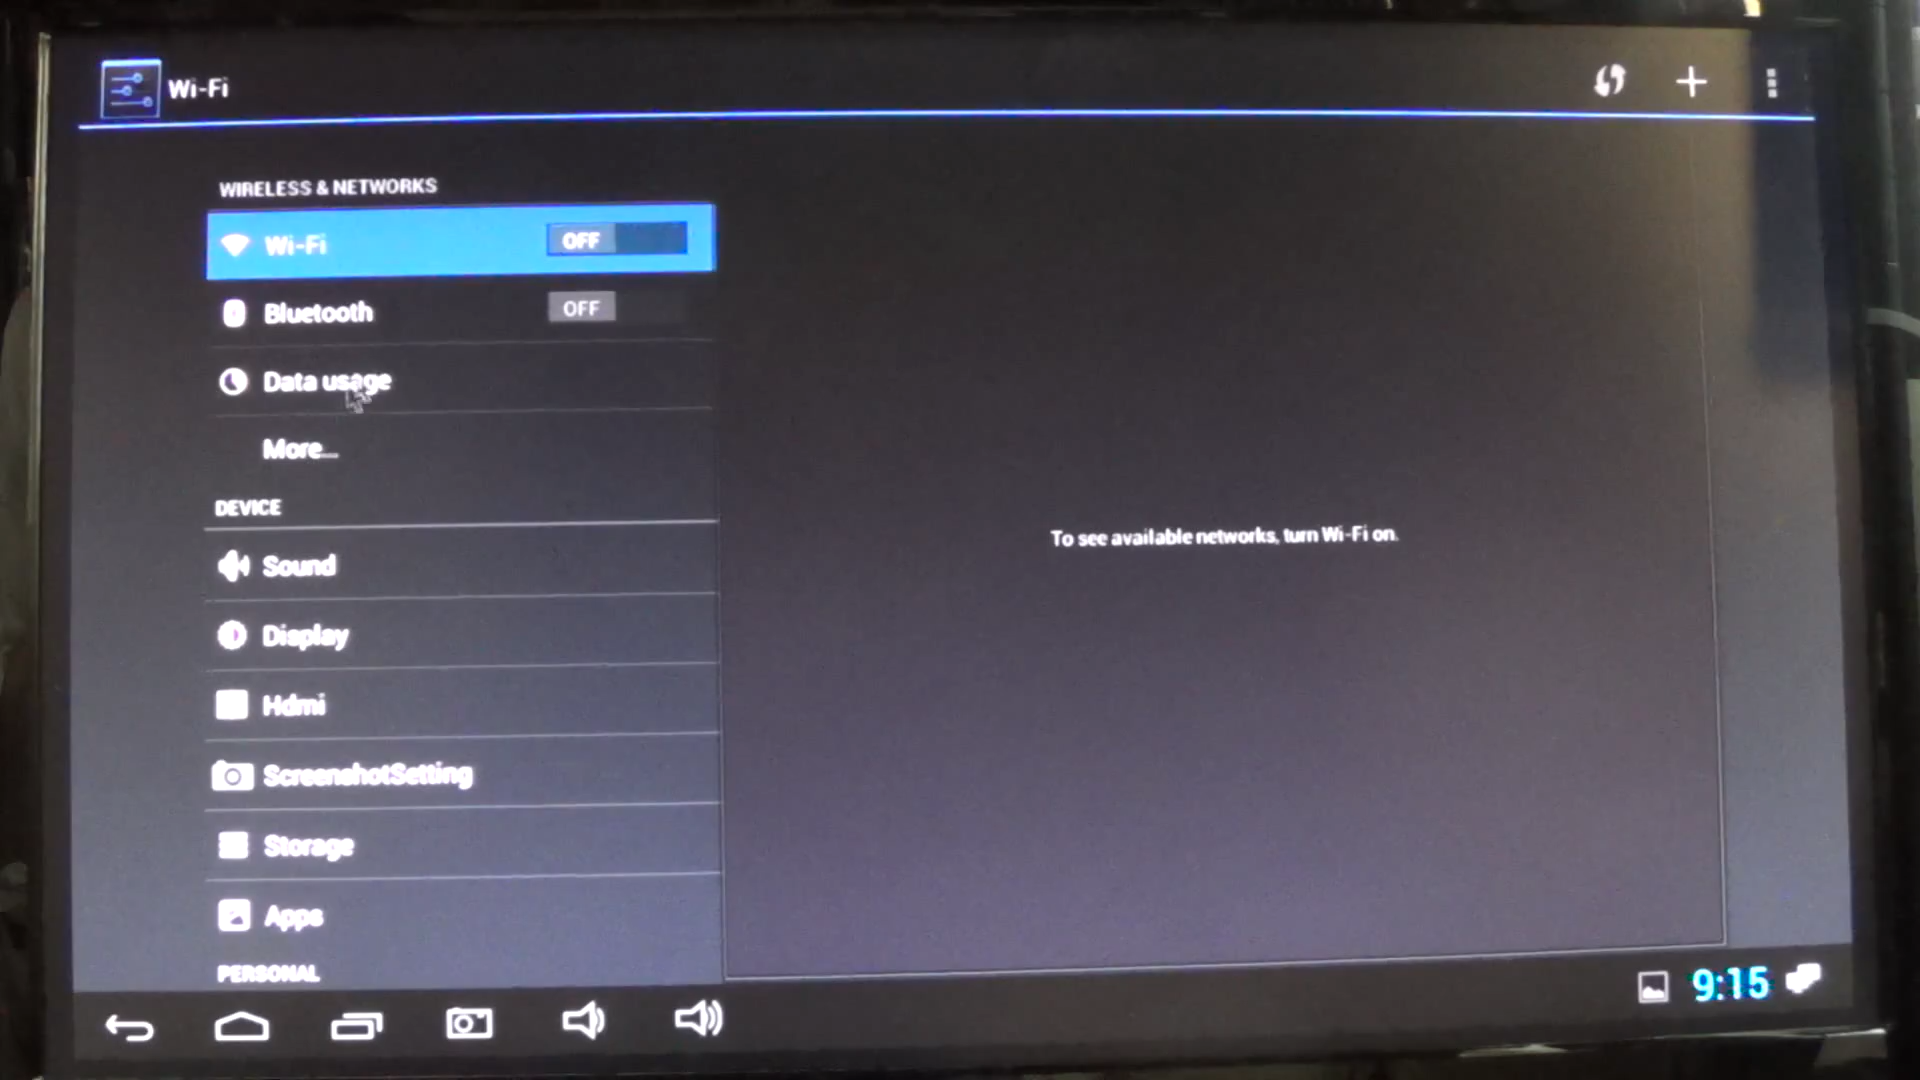 Wi-Fi
WIRELESS & NETWORKS
Wi-Fi OFF
Bluetooth OFF
Data usage
More...
To see available networks, turn Wi-Fi on.
DEVICE
Sound
Display
Hdmi
ScreenshotSetting
Storage
Apps
PERSONAL
9:15